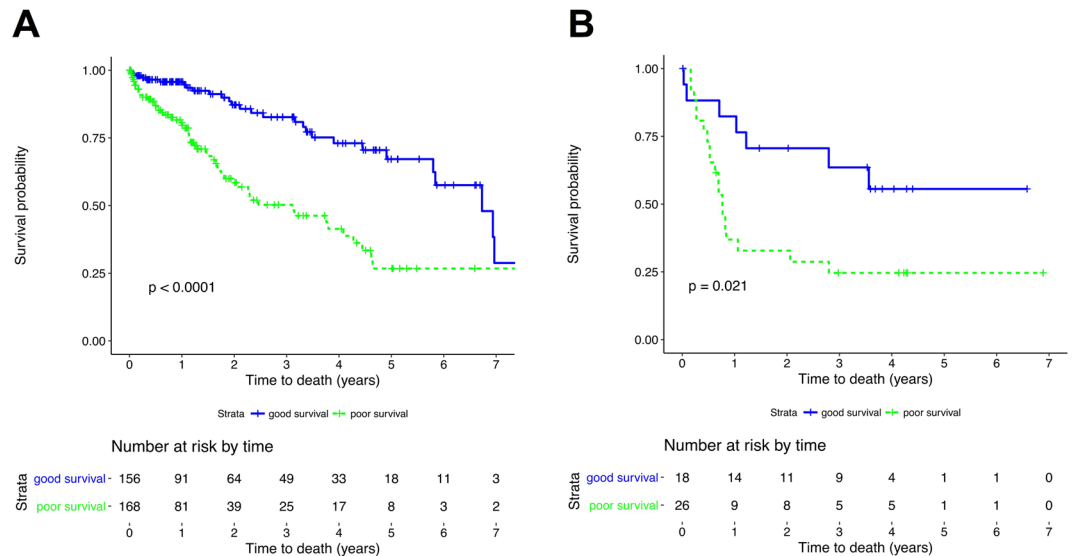 A
Survival probability
1.00
0.75
0.50
0.25
0.00
p < 0.0001
0 1 2 3 4 5 6 7
Time to death (years)
Strata good survival poor survival
Number at risk by time
Strata
good survival 156 91 64 49 33 18 11 3
poor survival 168 81 39 25 17 8 3 2
0 1 2 3 4 5 6 7
Time to death (years)
B
Survival probability
1.00
0.75
0.50
0.25
0.00
p = 0.021
0 1 2 3 4 5 6 7
Time to death (years)
Strata good survival poor survival
Number at risk by time
Strata
good survival 18 14 11 9 4 1 1 0
poor survival 26 9 8 5 5 1 1 0
0 1 2 3 4 5 6 7
Time to death (years)